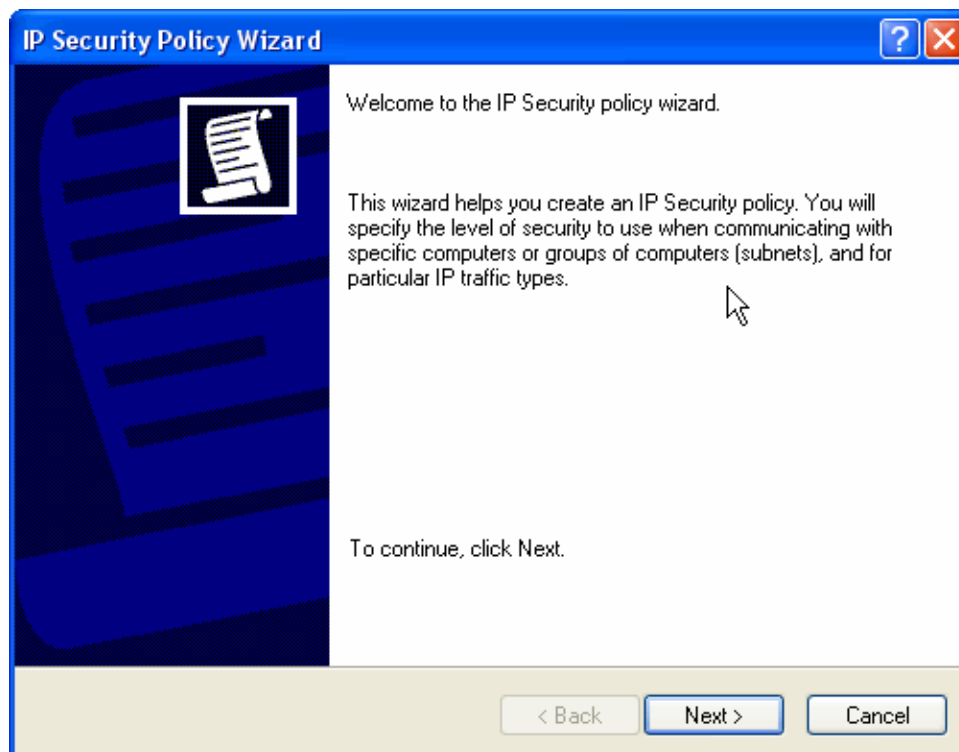 IP Security Policy Wizard
Welcome to the IP Security policy wizard.
This wizard helps you create an IP Security policy. You will
specify the level of security to use when communicating with
specific computers or groups of computers (subnets), and for
particular IP traffic types.
To continue, click Next.
< Back
Next >
Cancel